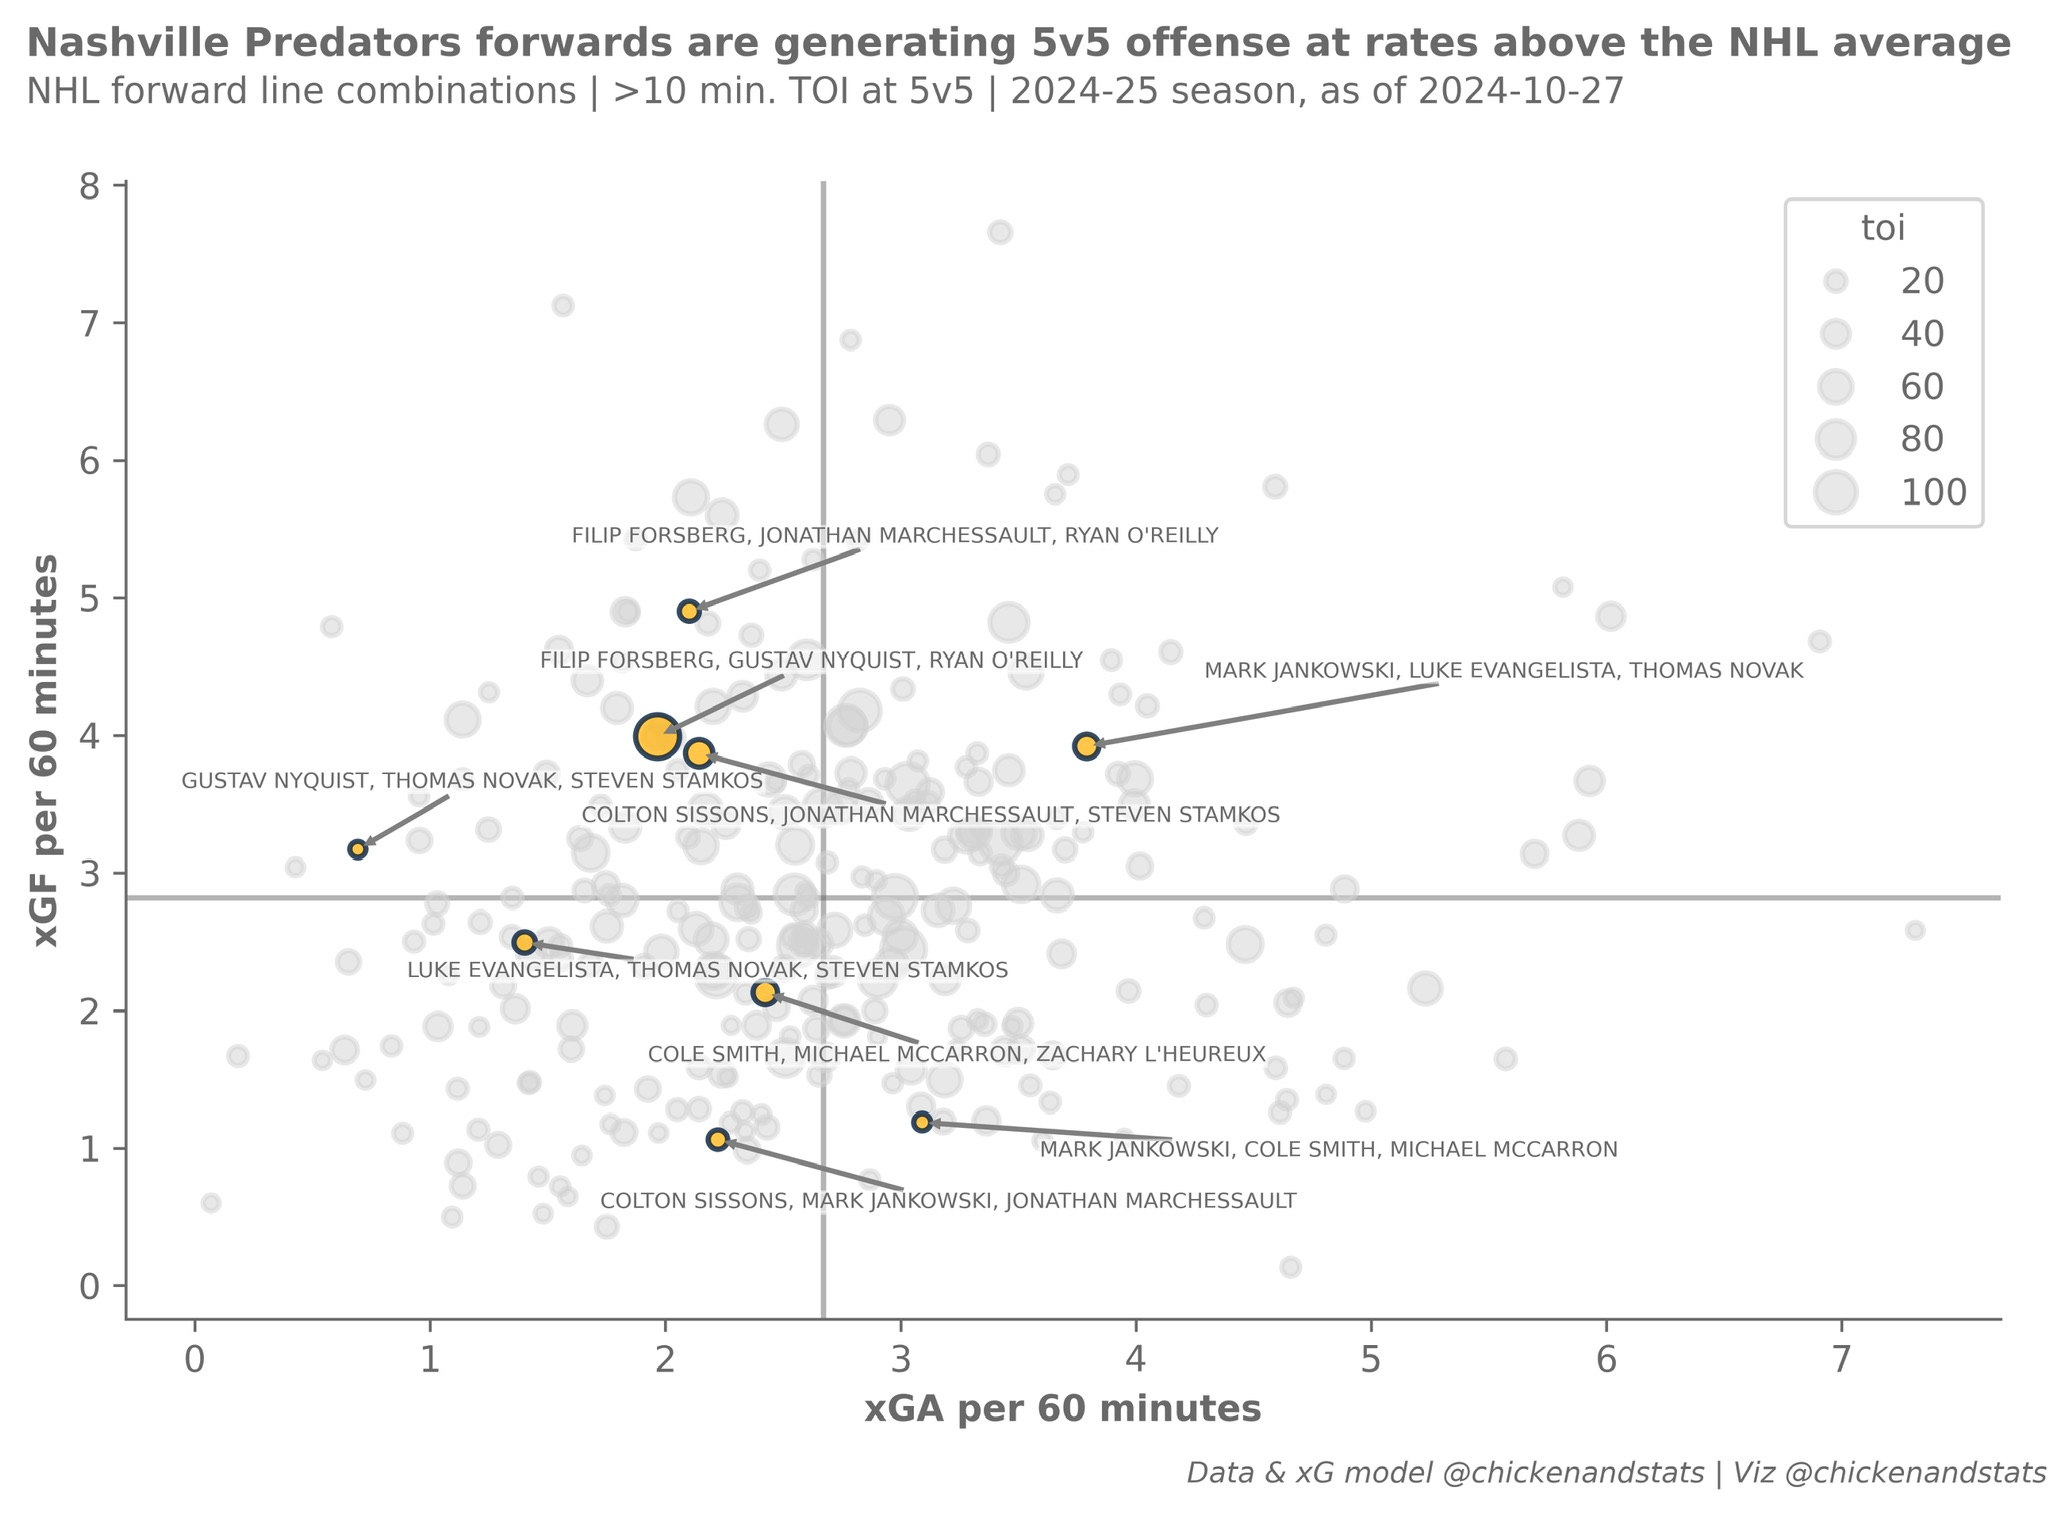 Nashville Predators forwards are generating 5v5 offense at rates above the NHL average
NHL forward line combinations | >10 min. TOI at 5v5 | 2024-25 season, as of 2024-10-27
8
7
6
5
4
3
2
1
0
xGF per 60 minutes
toi
20
40
60
80
100
FILIP FORSBERG, JONATHAN MARCHESSAULT, RYAN O'REILLY
FILIP FORSBERG, GUSTAV NYQUIST, RYAN O'REILLY
MARK JANKOWSKI, LUKE EVANGELISTA, THOMAS NOVAK
GUSTAV NYQUIST, THOMAS NOVAK, STEVEN STAMKOS
COLTON SISSONS, JONATHAN MARCHESSAULT, STEVEN STAMKOS
LUKE EVANGELISTA, THOMAS NOVAK, STEVEN STAMKOS
COLE SMITH, MICHAEL MCCARRON, ZACHARY L'HEUREUX
MARK JANKOWSKI, COLE SMITH, MICHAEL MCCARRON
COLTON SISSONS, MARK JANKOWSKI, JONATHAN MARCHESSAULT
0 1 2 3 4 5 6 7
xGA per 60 minutes
Data & xG model @chickenandstats | Viz @chickenandstats